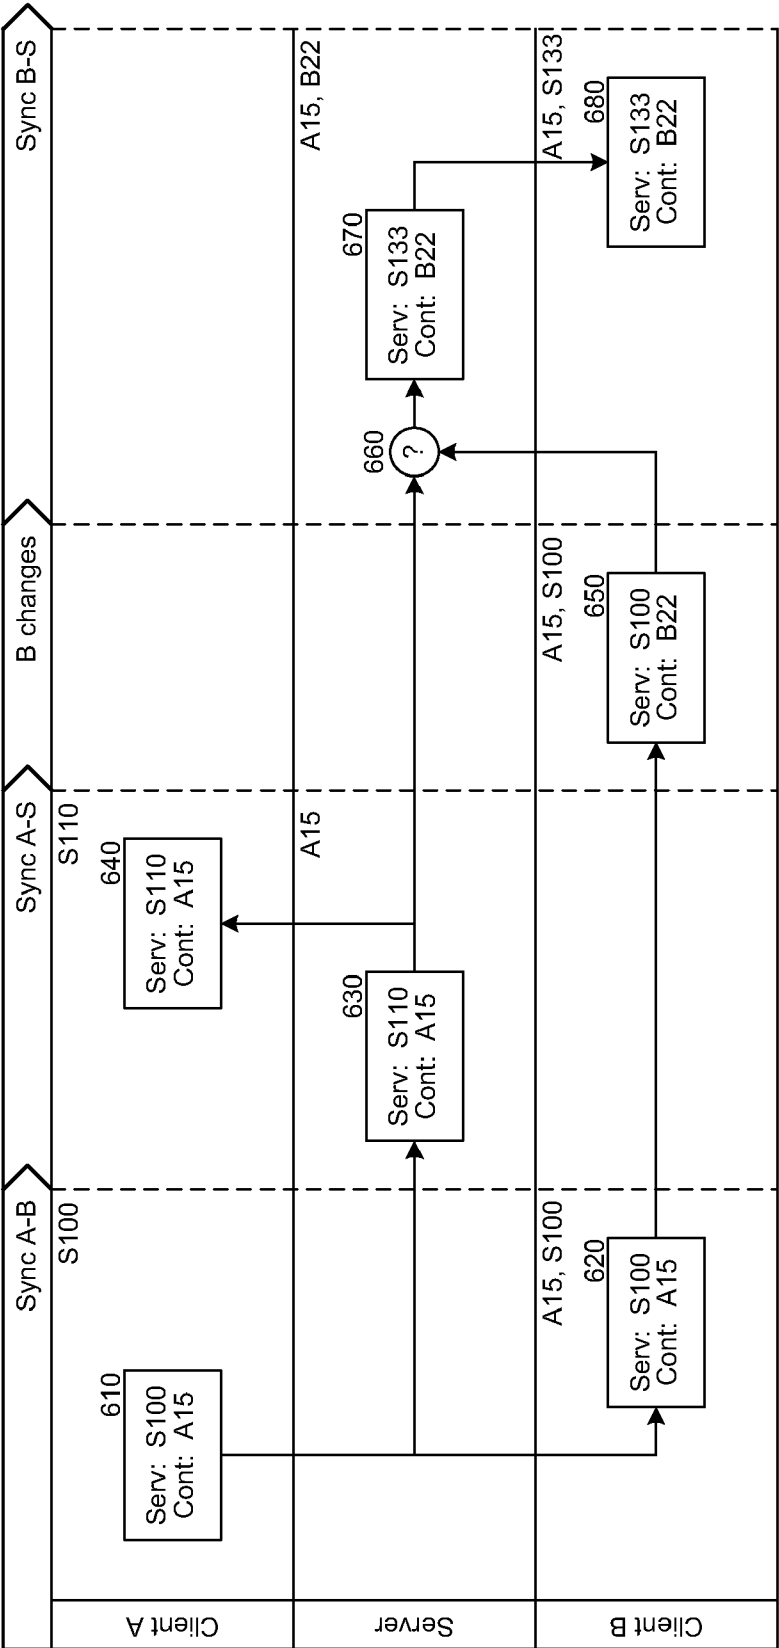 Sync A-B
Sync A-S
B changes
Sync B-S
Client A
S100
610
Serv: S100
Cont: A15
S110
640
Serv: S110
Cont: A15
Server
630
Serv: S110
Cont: A15
A15
660
?
670
Serv: S133
Cont: B22
A15, B22
Client B
A15, S100
620
Serv: S100
Cont: A15
A15, S100
650
Serv: S100
Cont: B22
A15, S133
680
Serv: S133
Cont: B22